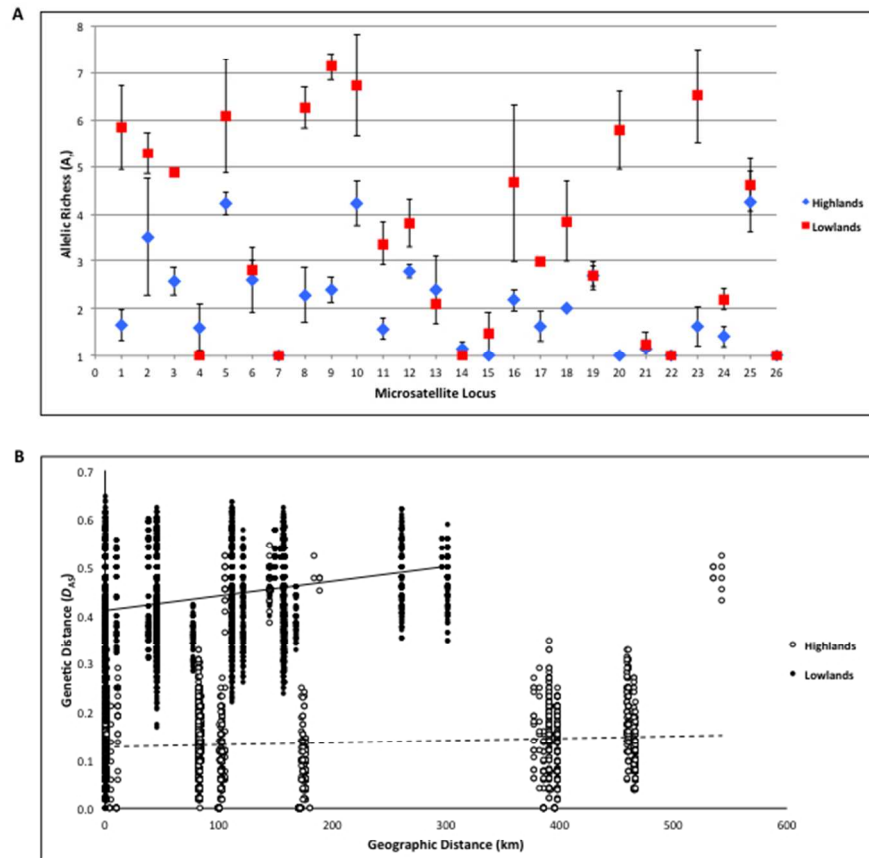 A
Allelic Richess (Aᵣ)
8
7
6
5
4
3
2
1
0 1 2 3 4 5 6 7 8 9 10 11 12 13 14 15 16 17 18 19 20 21 22 23 24 25 26
Microsatellite Locus
Highlands
Lowlands
B
Genetic Distance (D_AS)
0.7
0.6
0.5
0.4
0.3
0.2
0.1
0.0
0 100 200 300 400 500 600
Geographic Distance (km)
Highlands
Lowlands